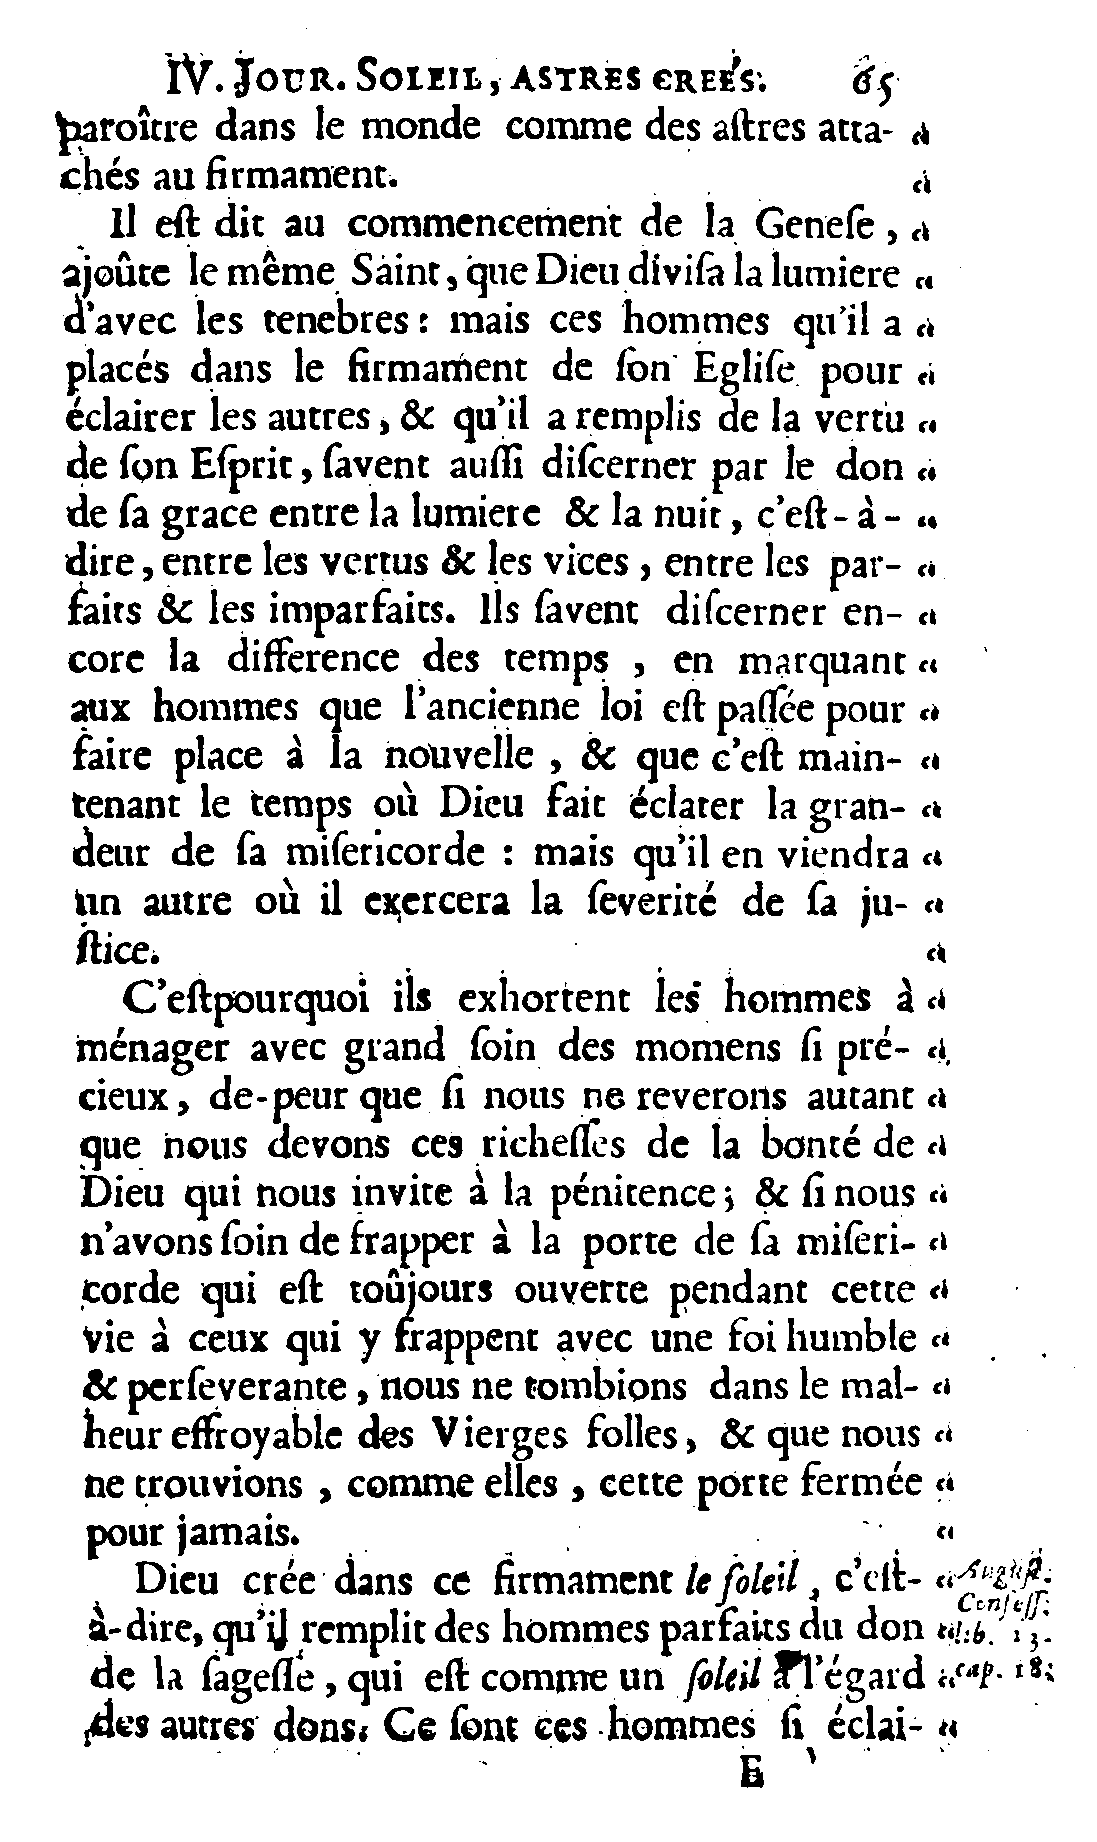 IV. JOUR. SOLEIL, ASTRES CREÉS. 65
paroître dans le monde comme des aſtres atta- “
chés au firmament. “
Il eſt dit au commencement de la Geneſe, “
ajoûte le même Saint, que Dieu diviſa la lumiere “
d'avec les tenebres: mais ces hommes qu'il a “
placés dans le firmament de ſon Egliſe pour “
éclairer les autres, & qu'il a remplis de la vertu “
de ſon Eſprit, ſavent auſſi diſcerner par le don “
de ſa grace entre la lumiere & la nuit, c'eſt-à- “
dire, entre les vertus & les vices, entre les par- “
faits & les imparfaits. Ils ſavent diſcerner en- “
core la difference des temps, en marquant “
aux hommes que l'ancienne loi eſt paſſée pour “
faire place à la nouvelle, & que c'eſt main- “
tenant le temps où Dieu fait éclater la gran- “
deur de ſa miſericorde : mais qu'il en viendra “
un autre où il exercera la ſeverité de ſa ju- “
ſtice. “
C'eſtpourquoi ils exhortent les hommes à “
ménager avec grand ſoin des momens ſi pré- “
cieux, de-peur que ſi nous ne reverons autant “
que nous devons ces richeſſes de la bonté de “
Dieu qui nous invite à la pénitence; & ſi nous “
n'avons ſoin de frapper à la porte de ſa miſeri- “
corde qui eſt toûjours ouverte pendant cette “
vie à ceux qui y frappent avec une foi humble “
& perſeverante, nous ne tombions dans le mal- “
heur effroyable des Vierges folles, & que nous “
ne trouvions, comme elles, cette porte fermée “
pour jamais. “
Dieu crée dans ce firmament le ſoleil, c'eſt- “ Auguſt.
Confeſſ.
à-dire, qu'il remplit des hommes parfaits du don “ lib. 13.
de la ſageſſe, qui eſt comme un ſoleil à l'égard “ cap. 18.
des autres dons. Ce ſont ces hommes ſi éclai- “
E